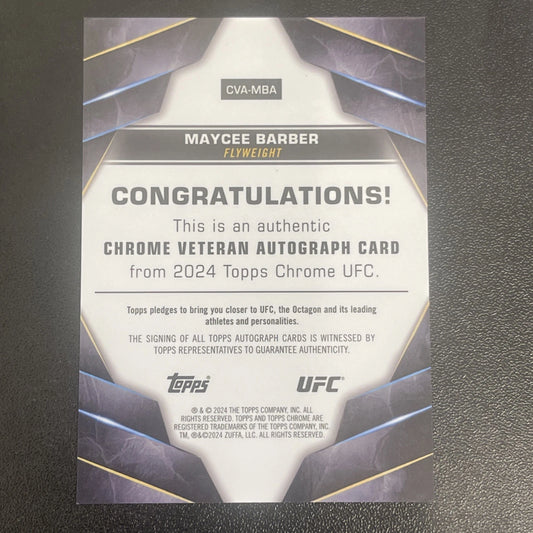 CVA-MBA
MAYCEE BARBER
FLYWEIGHT
CONGRATULATIONS!
This is an authentic
CHROME VETERAN AUTOGRAPH CARD
from 2024 Topps Chrome UFC.
Topps pledges to bring you closer to UFC, the Octagon and its leading
athletes and personalities.
THE SIGNING OF ALL TOPPS AUTOGRAPH CARDS IS WITNESSED BY
TOPPS REPRESENTATIVES TO GUARANTEE AUTHENTICITY.
Topps® UFC®
® & © 2024 THE TOPPS COMPANY, INC. ALL
RIGHTS RESERVED. TOPPS AND TOPPS CHROME ARE
REGISTERED TRADEMARKS OF THE TOPPS COMPANY, INC.
TM, ®&©2024 ZUFFA, LLC. ALL RIGHTS RESERVED.